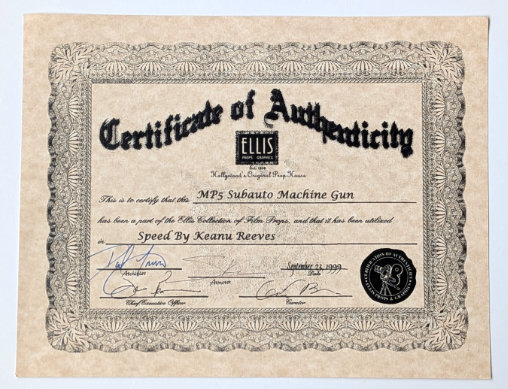 Certificate of Authenticity
ELLIS
PROPS GRAPHICS
Est. 1908
Hollywood's Original Prop House
This is to certify that this MP5 Subauto Machine Gun
has been a part of the Ellis Collection of Film Props, and that it has been utilized
in Speed By Keanu Reeves
September 23, 1999
Archivist
Armorer
Date
Chief Executive Officer
Curator